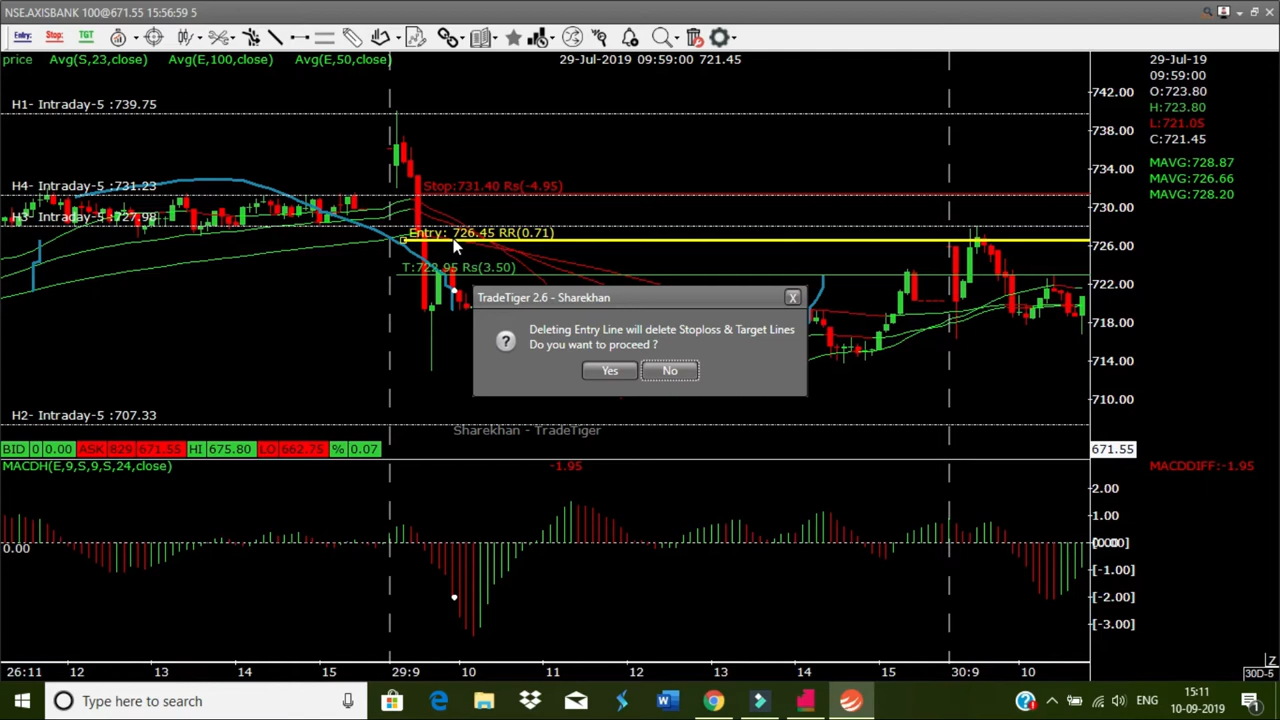 NSE.AXISBANK 100@671.55 15:56:59 5
Entry: Stop: TGT
price Avg(S,23,close) Avg(E,100,close) Avg(E,50,close) 29-Jul-2019 09:59:00 721.45 29-Jul-19
09:59:00
O:723.80
H:723.80
L:721.05
C:721.45
MAVG:728.87
MAVG:726.66
MAVG:728.20
H1- Intraday-5 :739.75
H4- Intraday-5 :731.23
H3- Intraday-5 :727.98
Stop:731.40 Rs(-4.95)
Entry: 726.45 RR(0.71)
T:722.95 Rs(3.50)
742.00
738.00
734.00
730.00
726.00
722.00
718.00
714.00
710.00
TradeTiger 2.6 - Sharekhan X
Deleting Entry Line will delete Stoploss & Target Lines
Do you want to proceed ?
Yes No
H2- Intraday-5 :707.33
Sharekhan - TradeTiger
BID 0 0.00 ASK 829 671.55 HI 675.80 LO 662.75 % 0.07 671.55
MACDH(E,9,S,9,S,24,close) -1.95 MACDDIFF:-1.95
2.00
1.00
0.00 [0.00]
[-1.00]
[-2.00]
[-3.00]
26:11 12 13 14 15 29:9 10 11 12 13 14 15 30:9 10 30D-5
Z
Type here to search ENG 15:11
10-09-2019